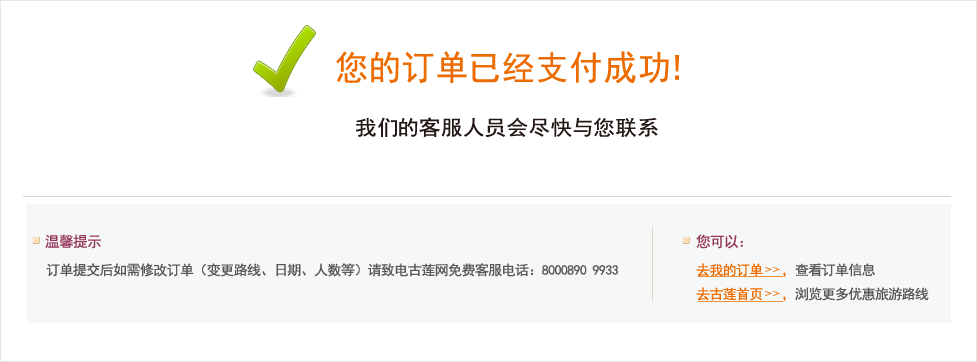 您的订单已经支付成功!
我们的客服人员会尽快与您联系
温馨提示
订单提交后如需修改订单（变更路线、日期、人数等）请致电古莲网免费客服电话：8000890 9933
您可以：
去我的订单>>，查看订单信息
去古莲首页>>，浏览更多优惠旅游路线